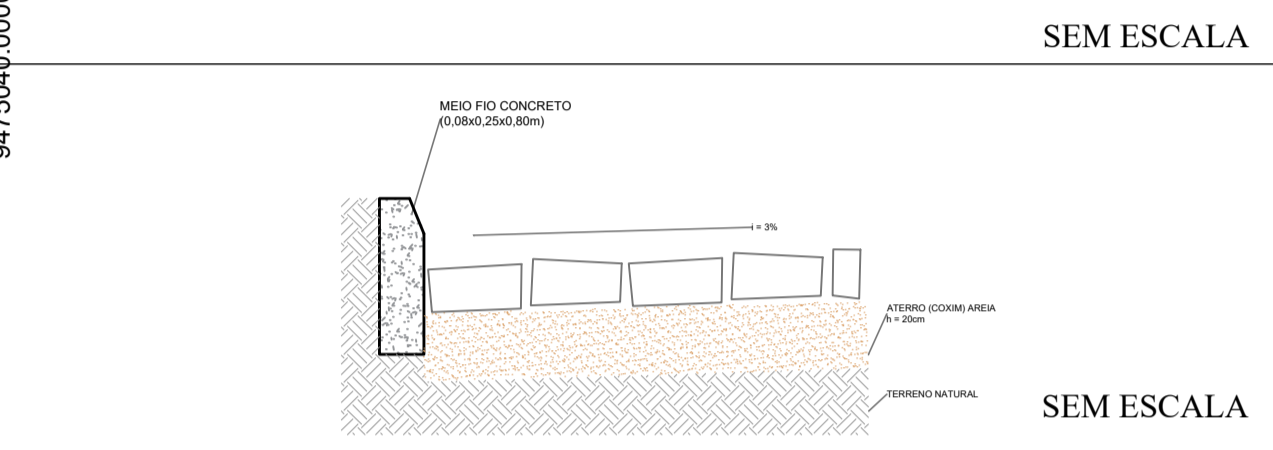 SEM ESCALA
MEIO FIO CONCRETO
(0,08x0,25x0,80m)
i = 3%
ATERRO (COXIM) AREIA
h = 20cm
TERRENO NATURAL
SEM ESCALA